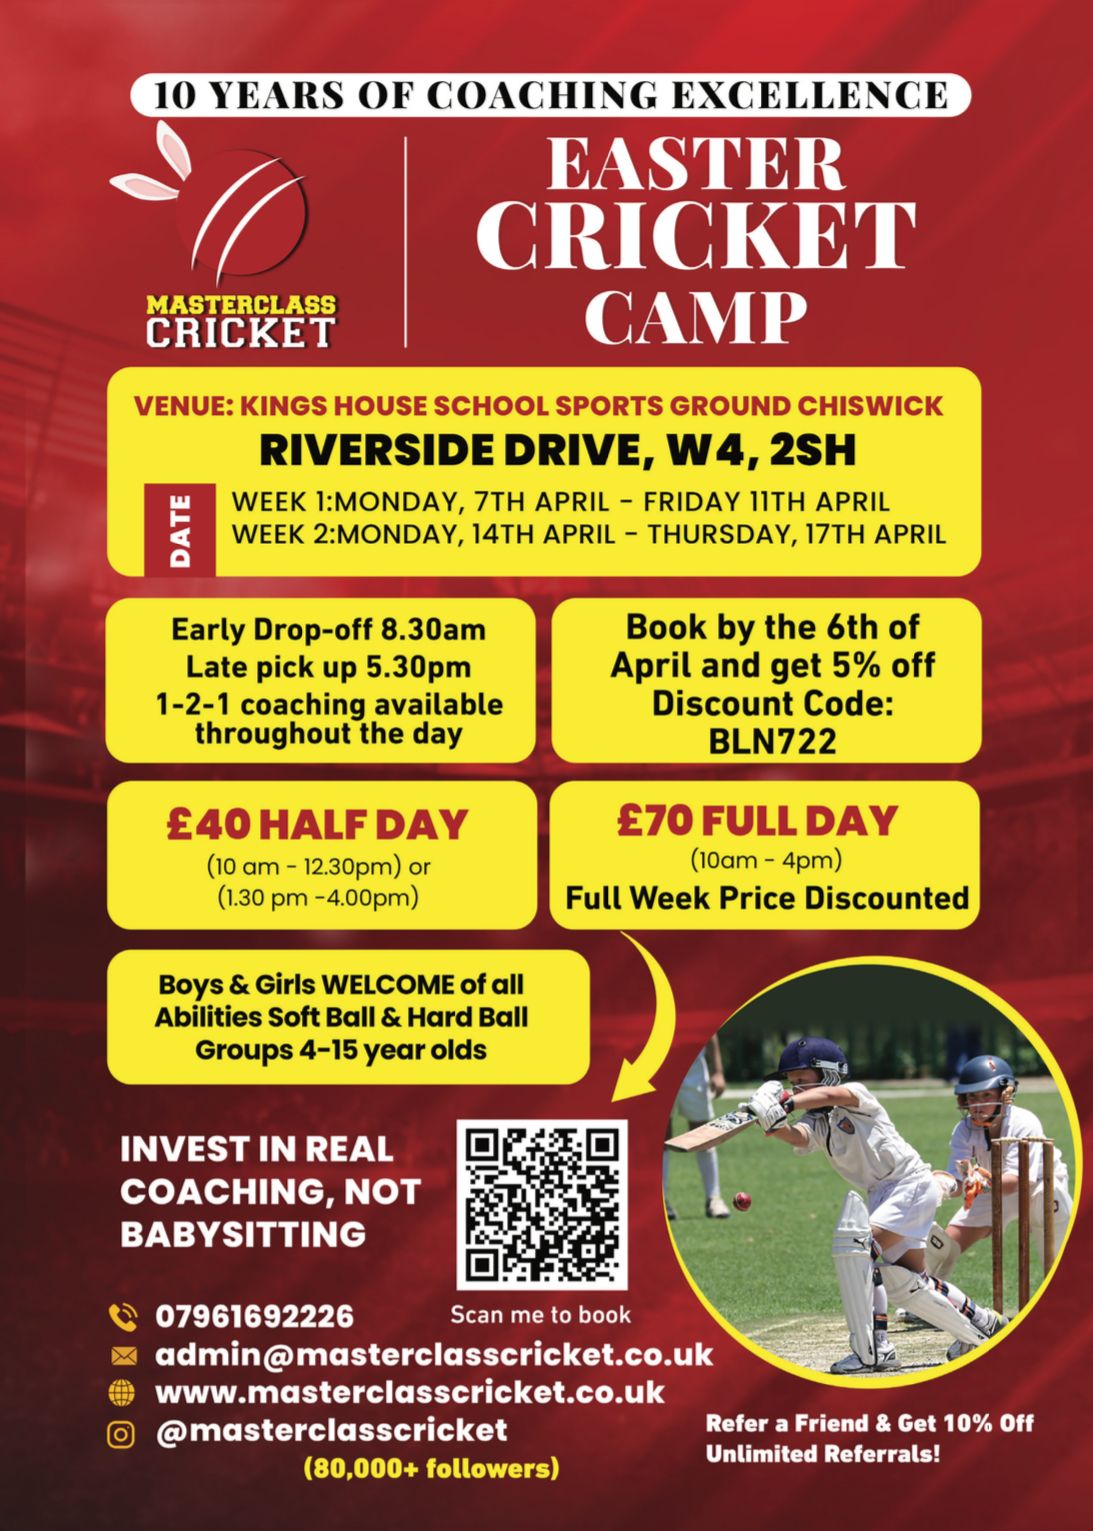 10 YEARS OF COACHING EXCELLENCE
MASTERCLASS
CRICKET
EASTER
CRICKET
CAMP
VENUE: KINGS HOUSE SCHOOL SPORTS GROUND CHISWICK
RIVERSIDE DRIVE, W4, 2SH
DATE
WEEK 1:MONDAY, 7TH APRIL - FRIDAY 11TH APRIL
WEEK 2:MONDAY, 14TH APRIL - THURSDAY, 17TH APRIL
Early Drop-off 8.30am
Late pick up 5.30pm
1-2-1 coaching available
throughout the day
Book by the 6th of
April and get 5% off
Discount Code:
BLN722
£40 HALF DAY
(10 am - 12.30pm) or
(1.30 pm -4.00pm)
£70 FULL DAY
(10am - 4pm)
Full Week Price Discounted
Boys & Girls WELCOME of all
Abilities Soft Ball & Hard Ball
Groups 4-15 year olds
INVEST IN REAL
COACHING, NOT
BABYSITTING
Scan me to book
07961692226
admin@masterclasscricket.co.uk
www.masterclasscricket.co.uk
@masterclasscricket
(80,000+ followers)
Refer a Friend & Get 10% Off
Unlimited Referrals!